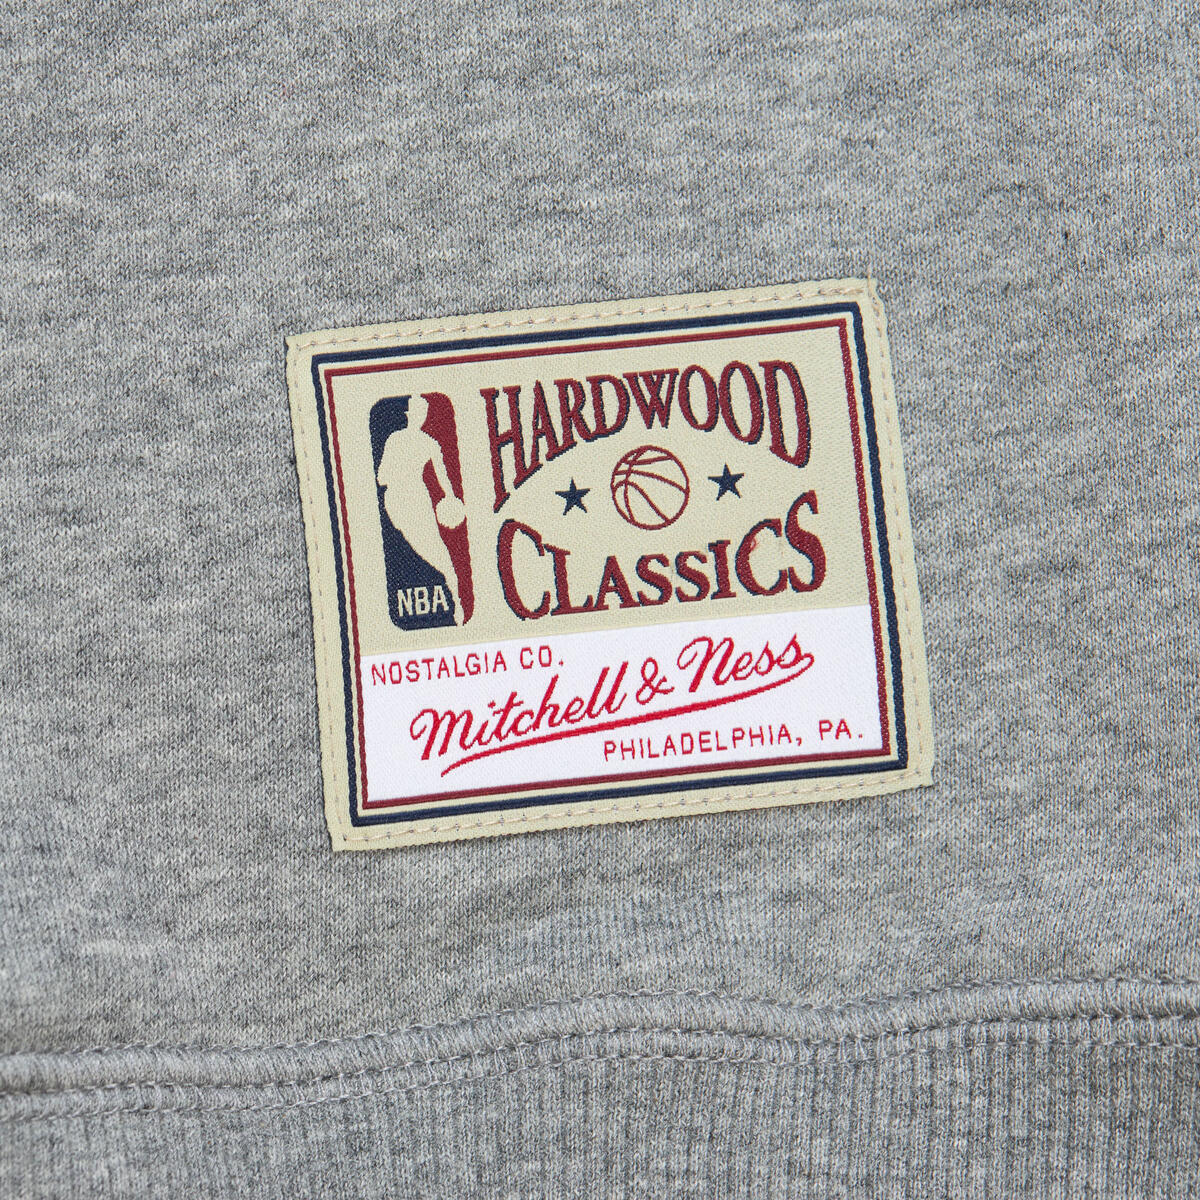 HARDWOOD
CLASSICS
NBA
NOSTALGIA CO.
Mitchell & Ness
PHILADELPHIA, PA.